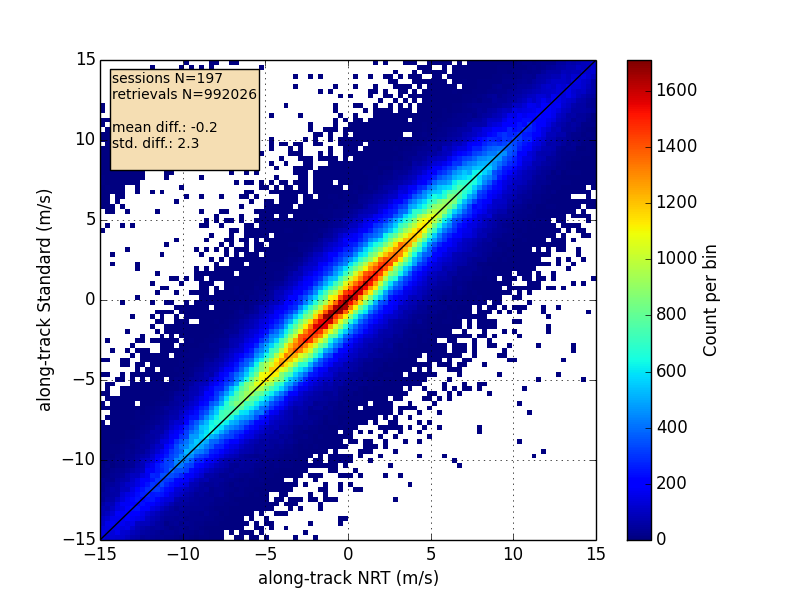 sessions N=197
retrievals N=992026
mean diff.: -0.2
std. diff.: 2.3
15
10
5
0
−5
−10
−15
along-track Standard (m/s)
−15 −10 −5 0 5 10 15
along-track NRT (m/s)
1600
1400
1200
1000
800
600
400
200
0
Count per bin